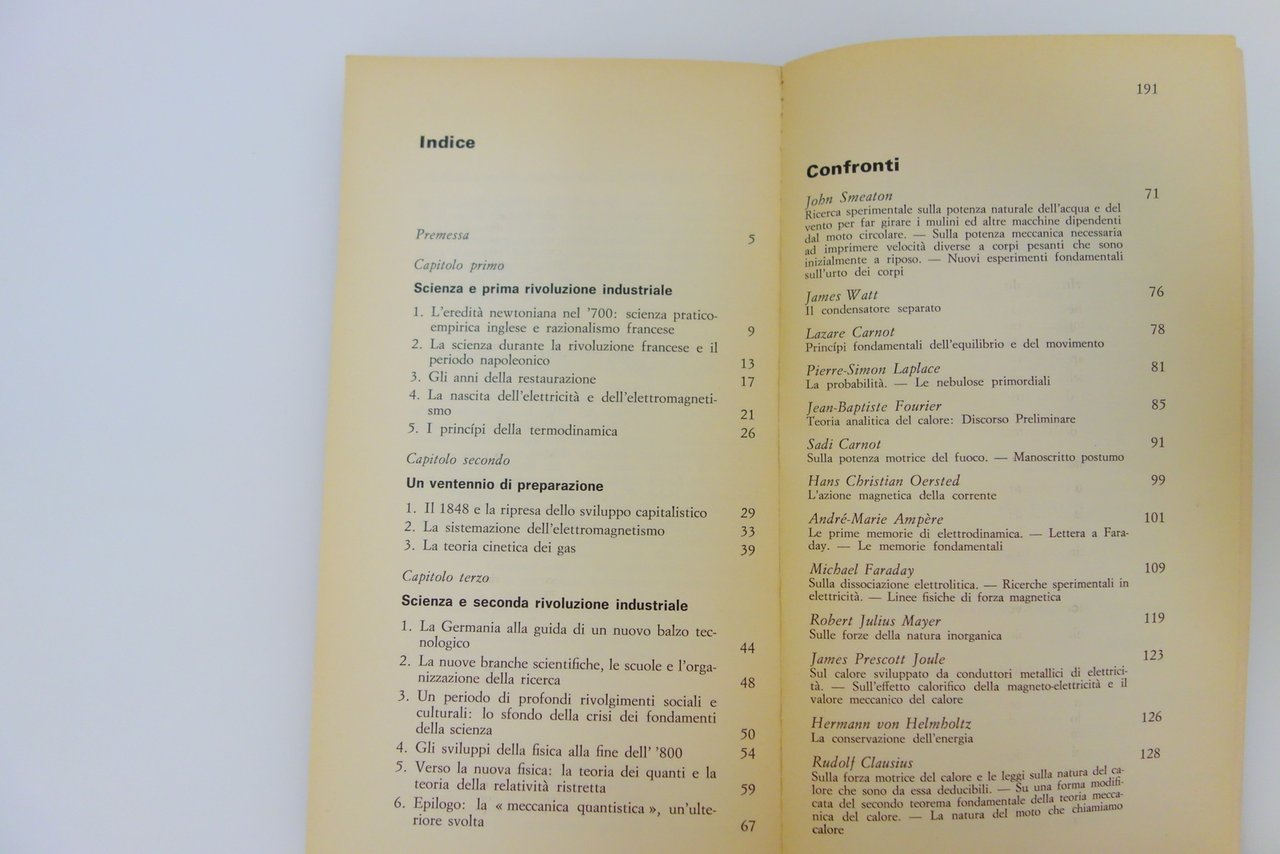 Indice
Premessa 5
Capitolo primo
Scienza e prima rivoluzione industriale
1. L'eredità newtoniana nel '700: scienza pratico-
empirica inglese e razionalismo francese 9
2. La scienza durante la rivoluzione francese e il
periodo napoleonico 13
3. Gli anni della restaurazione 17
4. La nascita dell'elettricità e dell'elettromagneti-
smo 21
5. I princípi della termodinamica 26
Capitolo secondo
Un ventennio di preparazione
1. Il 1848 e la ripresa dello sviluppo capitalistico 29
2. La sistemazione dell'elettromagnetismo 33
3. La teoria cinetica dei gas 39
Capitolo terzo
Scienza e seconda rivoluzione industriale
1. La Germania alla guida di un nuovo balzo tec-
nologico 44
2. La nuove branche scientifiche, le scuole e l'orga-
nizzazione della ricerca 48
3. Un periodo di profondi rivolgimenti sociali e
culturali: lo sfondo della crisi dei fondamenti
della scienza 50
4. Gli sviluppi della fisica alla fine dell' '800 54
5. Verso la nuova fisica: la teoria dei quanti e la
teoria della relatività ristretta 59
6. Epilogo: la « meccanica quantistica », un'ulte-
riore svolta 67
191
Confronti
John Smeaton 71
Ricerca sperimentale sulla potenza naturale dell'acqua e del
vento per far girare i mulini ed altre macchine dipendenti
dal moto circolare. — Sulla potenza meccanica necessaria
ad imprimere velocità diverse a corpi pesanti che sono
inizialmente a riposo. — Nuovi esperimenti fondamentali
sull'urto dei corpi
James Watt 76
Il condensatore separato
Lazare Carnot 78
Princípi fondamentali dell'equilibrio e del movimento
Pierre-Simon Laplace 81
La probabilità. — Le nebulose primordiali
Jean-Baptiste Fourier 85
Teoria analitica del calore: Discorso Preliminare
Sadi Carnot 91
Sulla potenza motrice del fuoco. — Manoscritto postumo
Hans Christian Oersted 99
L'azione magnetica della corrente
André-Marie Ampère 101
Le prime memorie di elettrodinamica. — Lettera a Fara-
day. — Le memorie fondamentali
Michael Faraday 109
Sulla dissociazione elettrolitica. — Ricerche sperimentali in
elettricità. — Linee fisiche di forza magnetica
Robert Julius Mayer 119
Sulle forze della natura inorganica
James Prescott Joule 123
Sul calore sviluppato da conduttori metallici di elettrici-
tà. — Sull'effetto calorifico della magneto-elettricità e il
valore meccanico del calore
Hermann von Helmholtz 126
La conservazione dell'energia
Rudolf Clausius 128
Sulla forza motrice del calore e le leggi sulla natura del ca-
lore che sono da essa deducibili. — Su una forma modifi-
cata del secondo teorema fondamentale della teoria mecca-
nica del calore. — La natura del moto che chiamiamo
calore